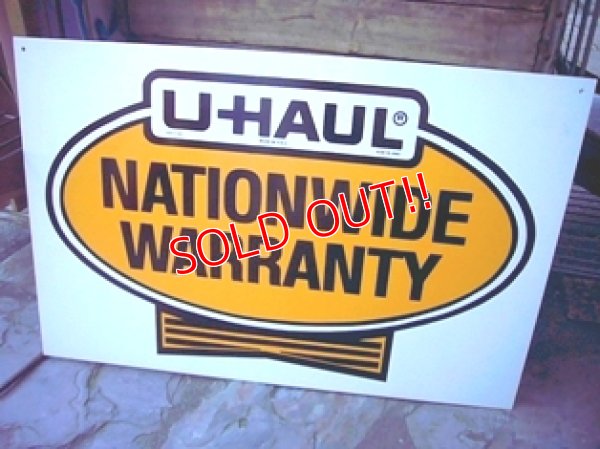 U-HAUL®
NATIONWIDE
WARRANTY
SOLD OUT!!